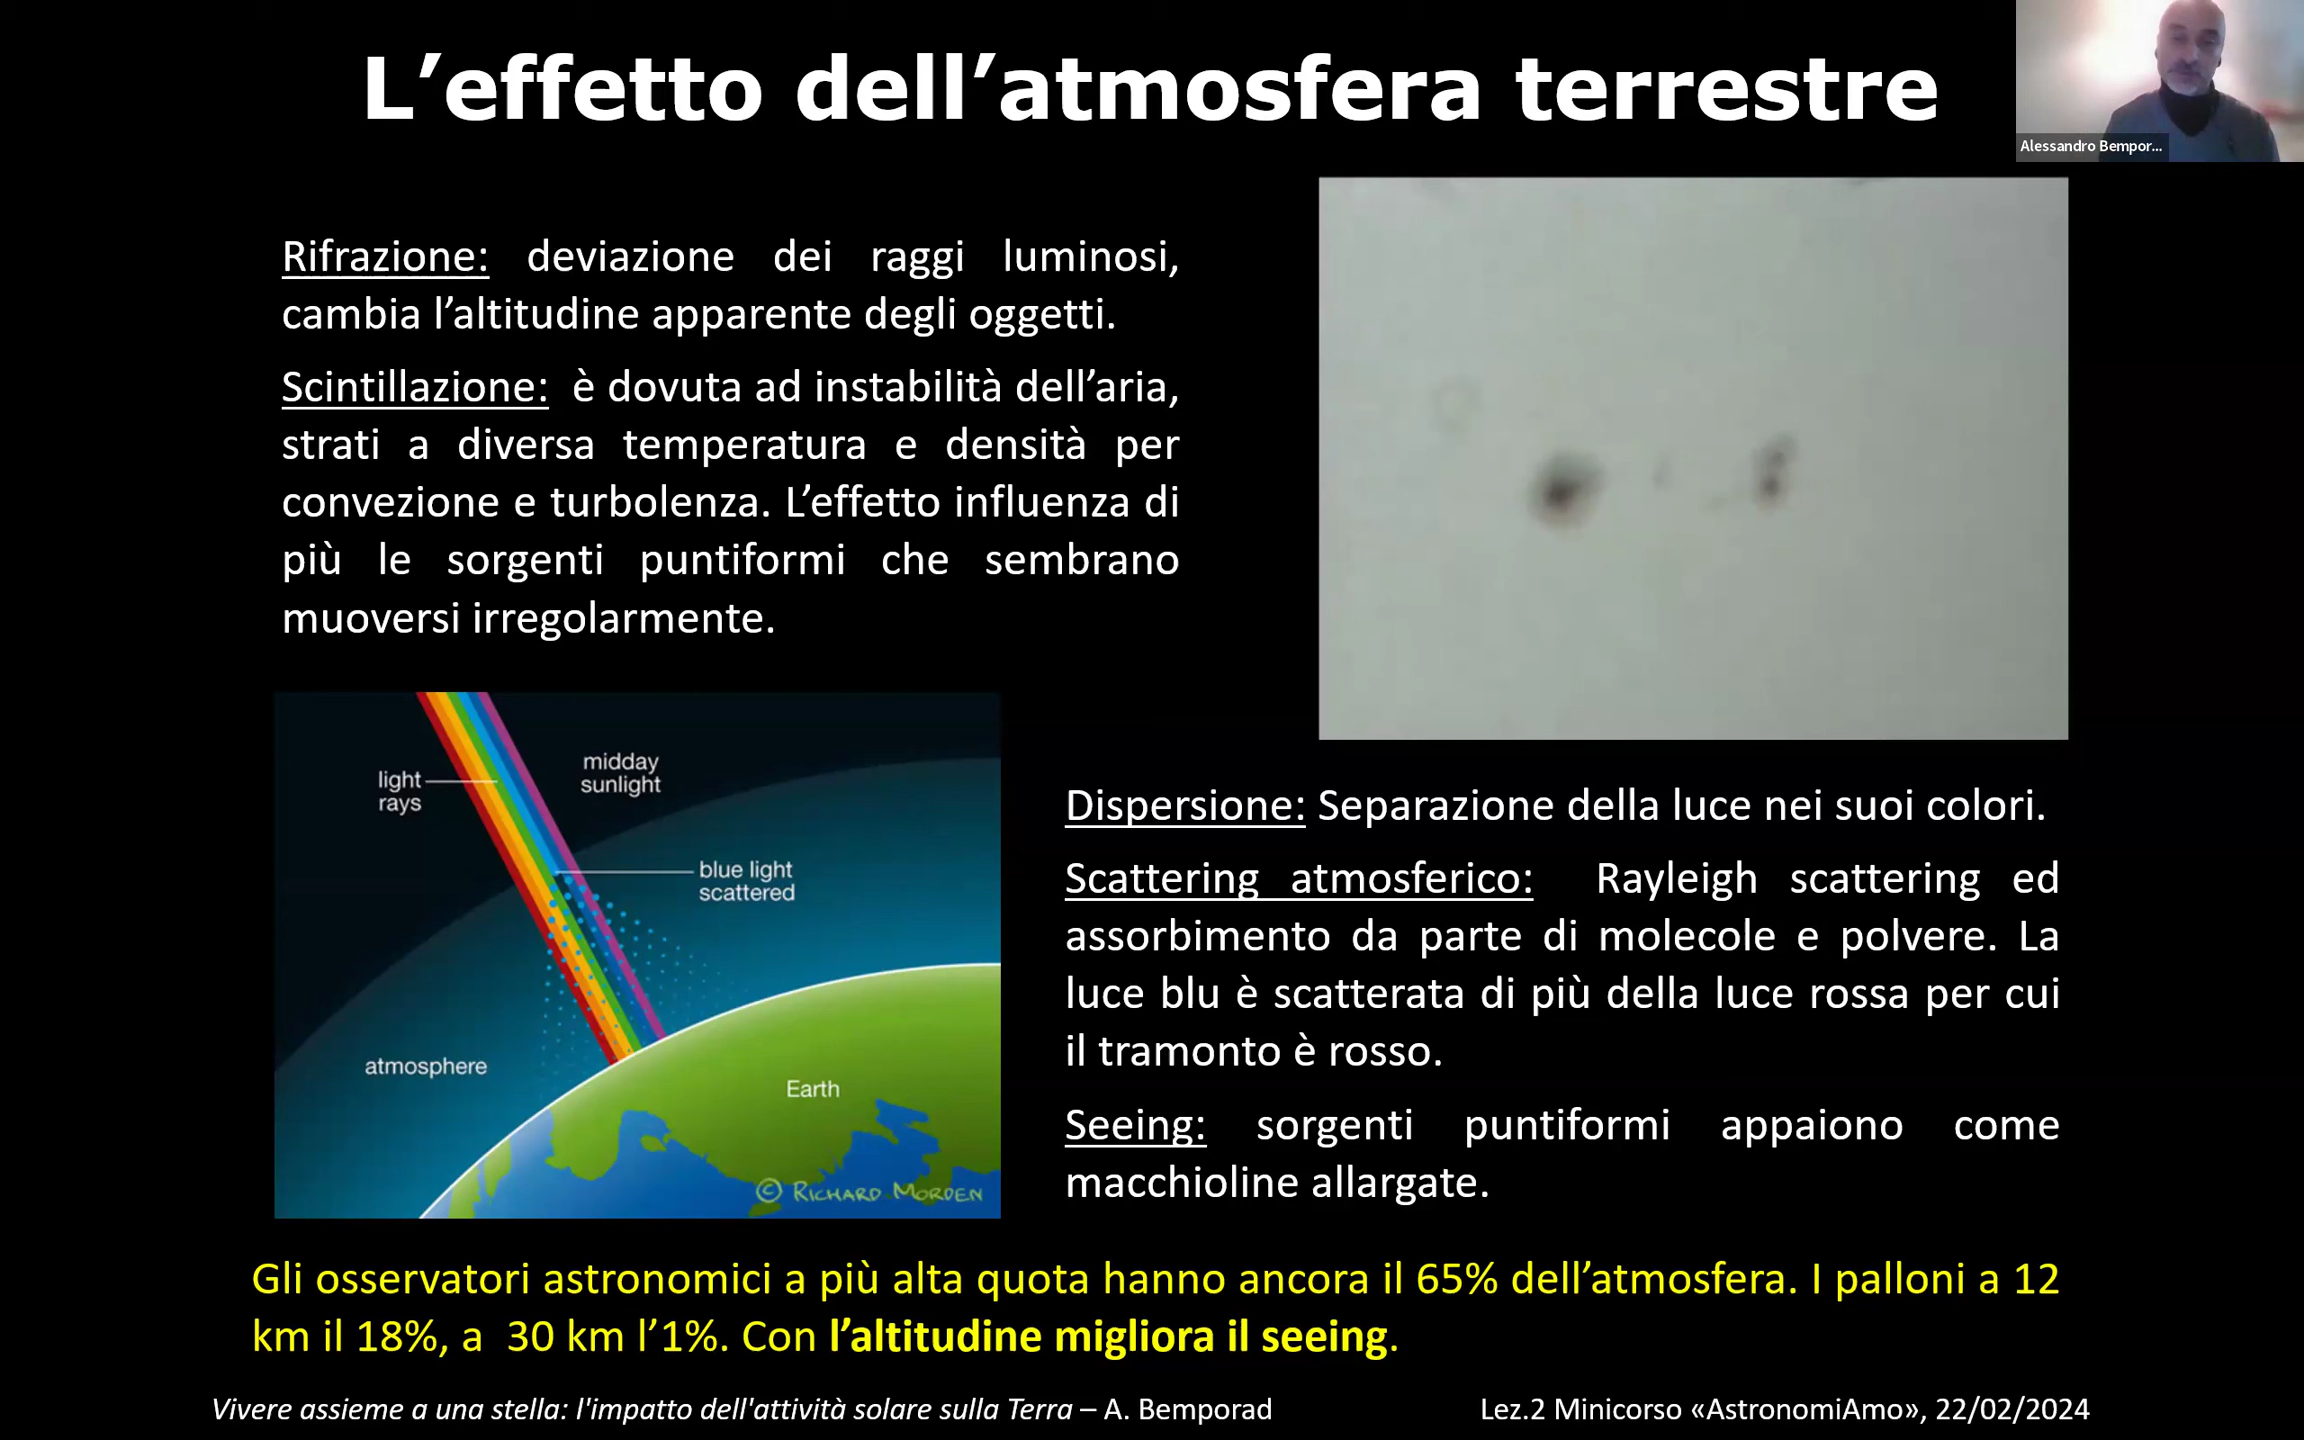 L’effetto dell’atmosfera terrestre
Alessandro Bempor...
Rifrazione: deviazione dei raggi luminosi,
cambia l’altitudine apparente degli oggetti.
Scintillazione: è dovuta ad instabilità dell’aria,
strati a diversa temperatura e densità per
convezione e turbolenza. L’effetto influenza di
più le sorgenti puntiformi che sembrano
muoversi irregolarmente.
light
rays
midday
sunlight
blue light
scattered
atmosphere
Earth
© RICHARD MORDEN
Dispersione: Separazione della luce nei suoi colori.
Scattering atmosferico: Rayleigh scattering ed
assorbimento da parte di molecole e polvere. La
luce blu è scatterata di più della luce rossa per cui
il tramonto è rosso.
Seeing: sorgenti puntiformi appaiono come
macchioline allargate.
Gli osservatori astronomici a più alta quota hanno ancora il 65% dell’atmosfera. I palloni a 12
km il 18%, a 30 km l’1%. Con l’altitudine migliora il seeing.
Vivere assieme a una stella: l'impatto dell'attività solare sulla Terra – A. Bemporad
Lez.2 Minicorso «AstronomiAmo», 22/02/2024